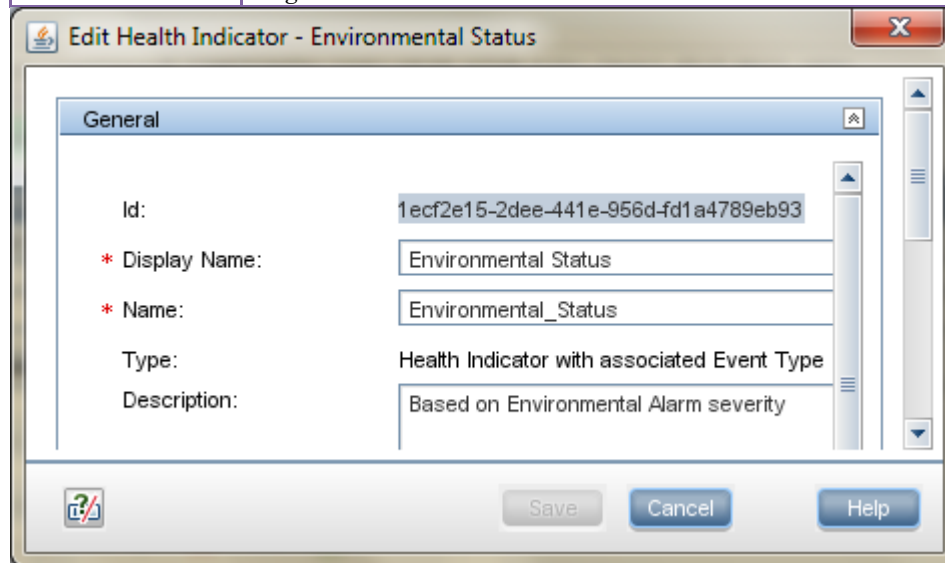 Edit Health Indicator - Environmental Status
General
Id: 1ecf2e15-2dee-441e-956d-fd1a4789eb93
* Display Name: Environmental Status
* Name: Environmental_Status
Type: Health Indicator with associated Event Type
Description: Based on Environmental Alarm severity
Save Cancel Help